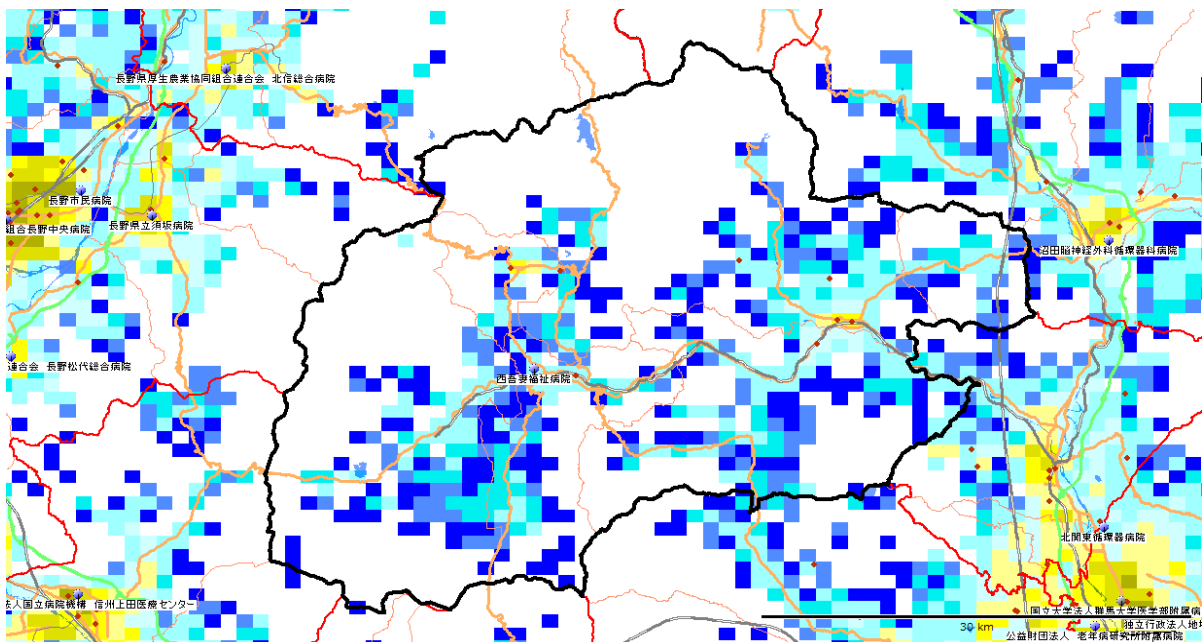 長野県厚生農業協同組合連合会 北信総合病院
長野市民病院
組合長野中央病院
長野県立須坂病院
沼田脳神経外科循環器科病院
連合会 長野松代総合病院
西吾妻福祉病院
北関東循環器病院
法人国立病院機構 信州上田医療センター
国立大学法人群馬大学医学部附属病
30 km
独立行政法人地域
公益財団法人 老年病研究所附属病院